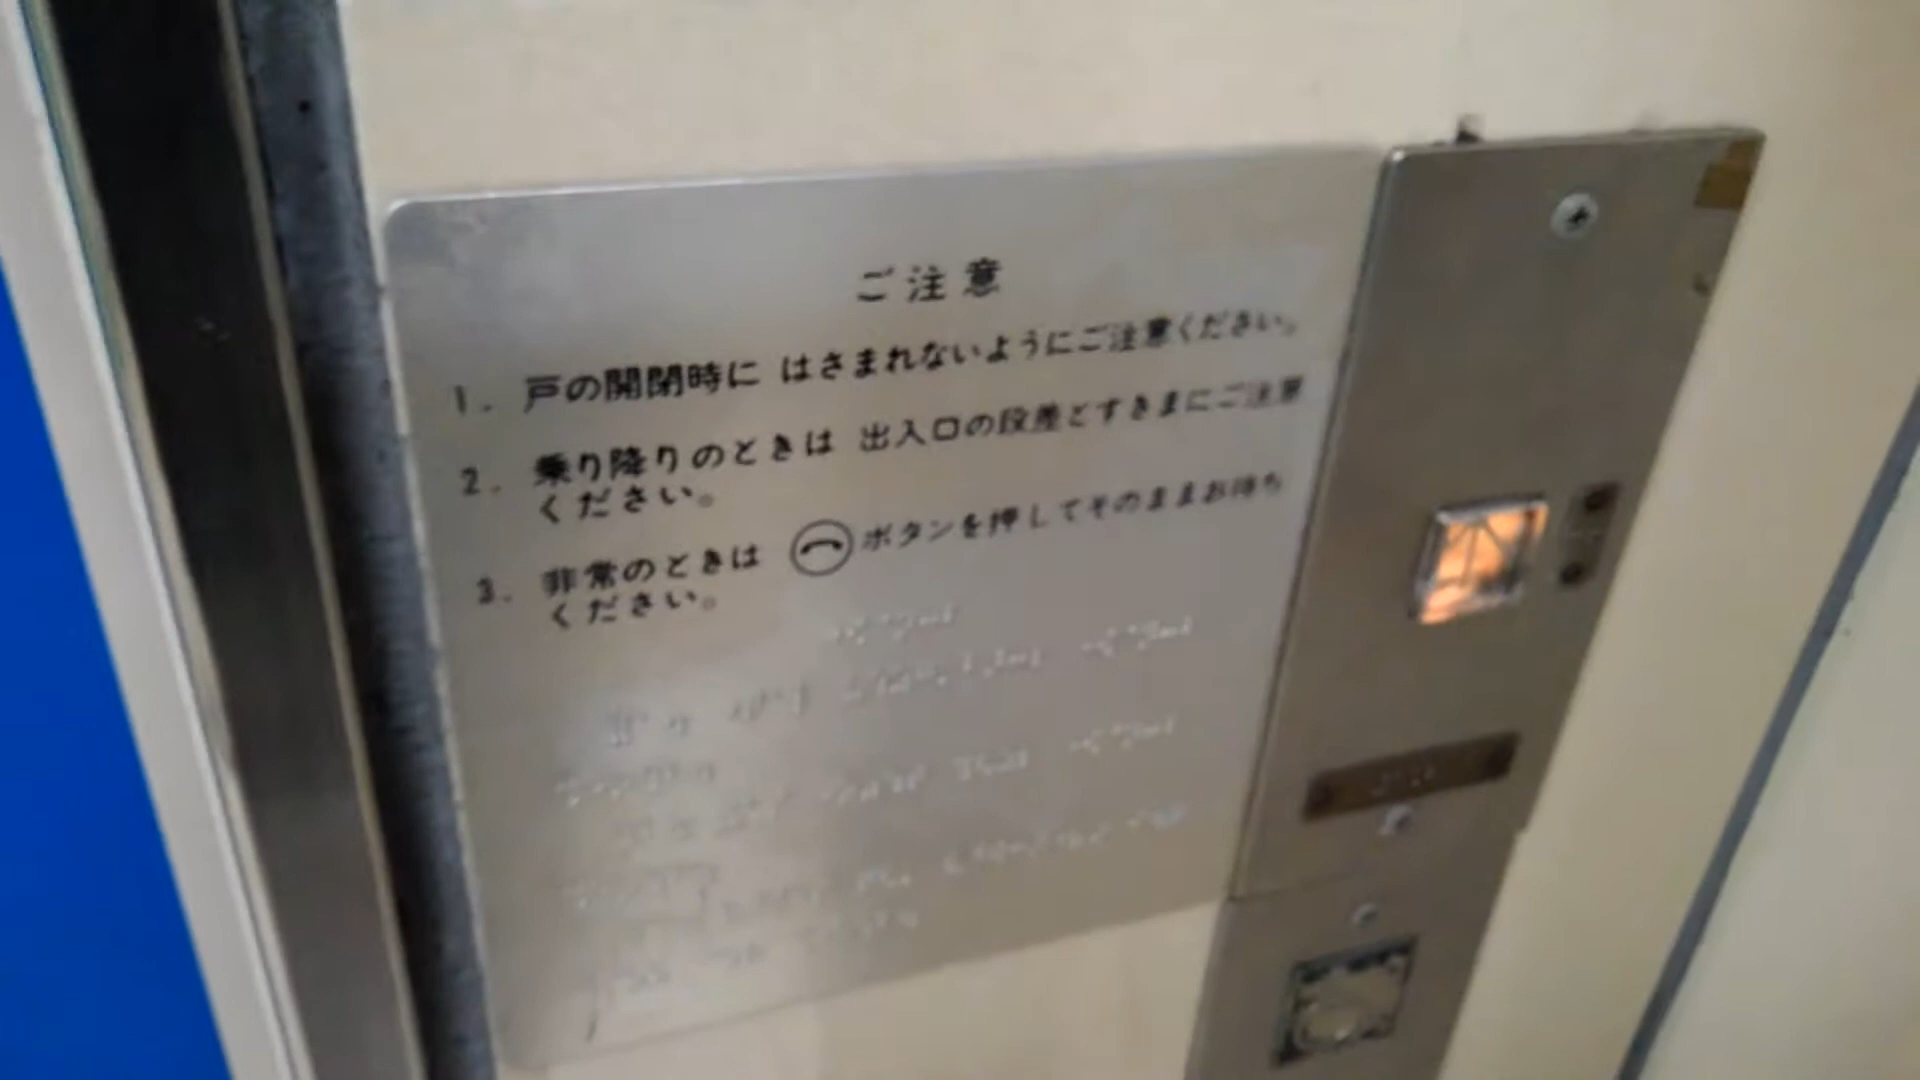 ご注意
1. 戸の開閉時に はさまれないようにご注意ください。
2. 乗り降りのときは 出入口の段差とすきまにご注意
ください。
3. 非常のときは ボタンを押してそのままお待ち
ください。